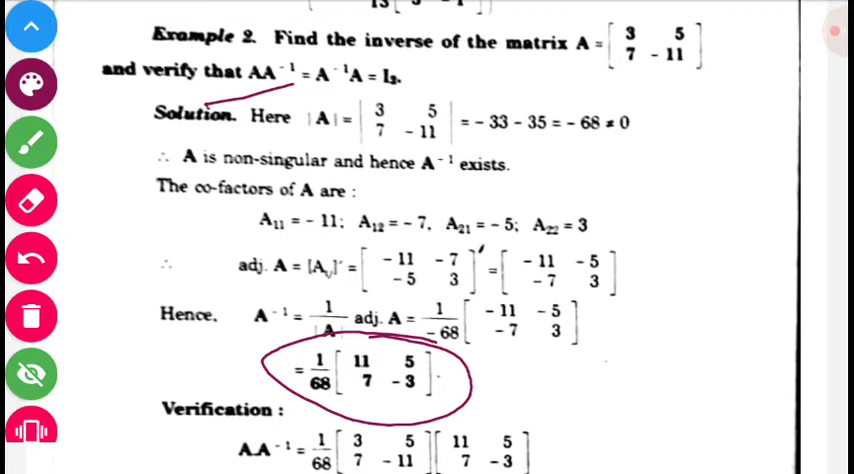 13[ 5 - 1 ]
Example 2. Find the inverse of the matrix A = [ 3 5
7 - 11 ]
and verify that AA⁻¹ = A⁻¹A = I₂.
Solution. Here |A| = | 3 5
7 - 11 | = - 33 - 35 = - 68 ≠ 0
∴ A is non-singular and hence A⁻¹ exists.
The co-factors of A are :
A₁₁ = - 11; A₁₂ = - 7, A₂₁ = - 5; A₂₂ = 3
∴ adj. A = [Aᵢⱼ]′ = [ - 11 - 7
- 5 3 ]′ = [ - 11 - 5
- 7 3 ]
Hence, A⁻¹ = 1/|A| adj. A = 1/- 68 [ - 11 - 5
- 7 3 ]
= 1/68 [ 11 5
7 - 3 ].
Verification :
AA⁻¹ = 1/68 [ 3 5
7 - 11 ] [ 11 5
7 - 3 ]